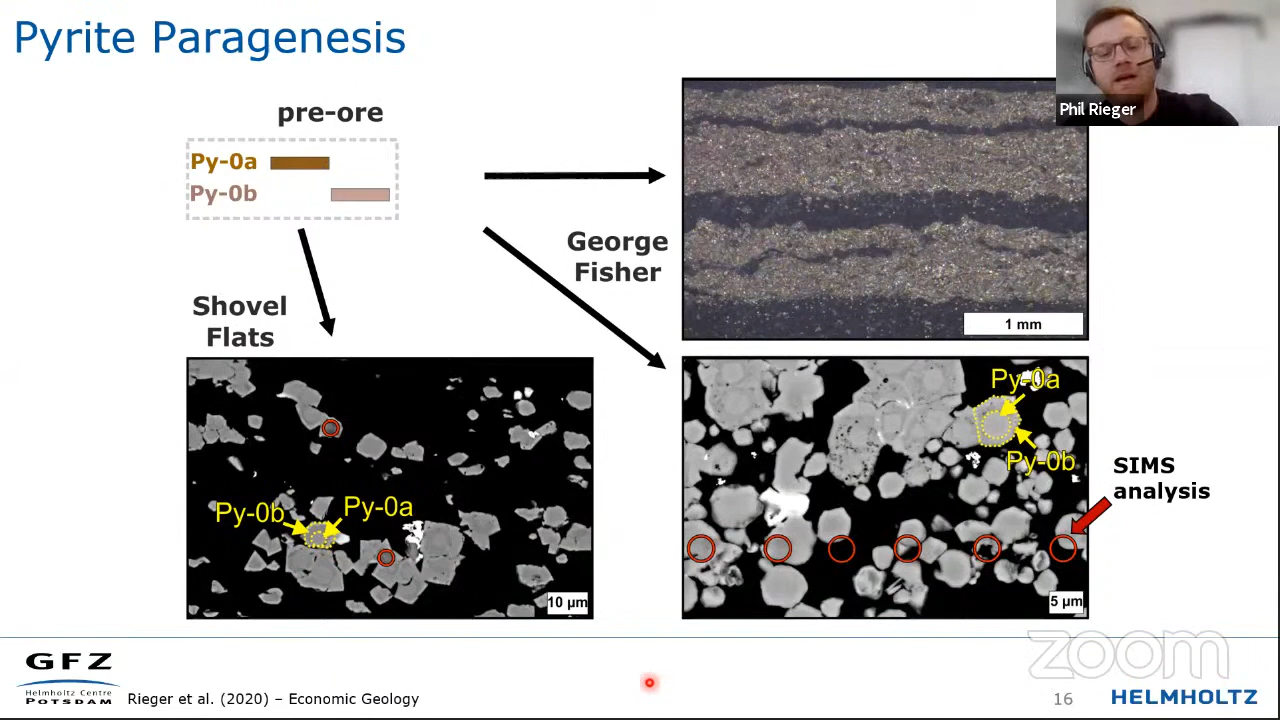 Pyrite Paragenesis
Phil Rieger
pre-ore
Py-0a
Py-0b
George
Fisher
Shovel
Flats
1 mm
Py-0b
Py-0a
10 µm
Py-0a
Py-0b
5 µm
SIMS
analysis
zoom
GFZ
Helmholtz Centre
POTSDAM
Rieger et al. (2020) – Economic Geology
16
HELMHOLTZ